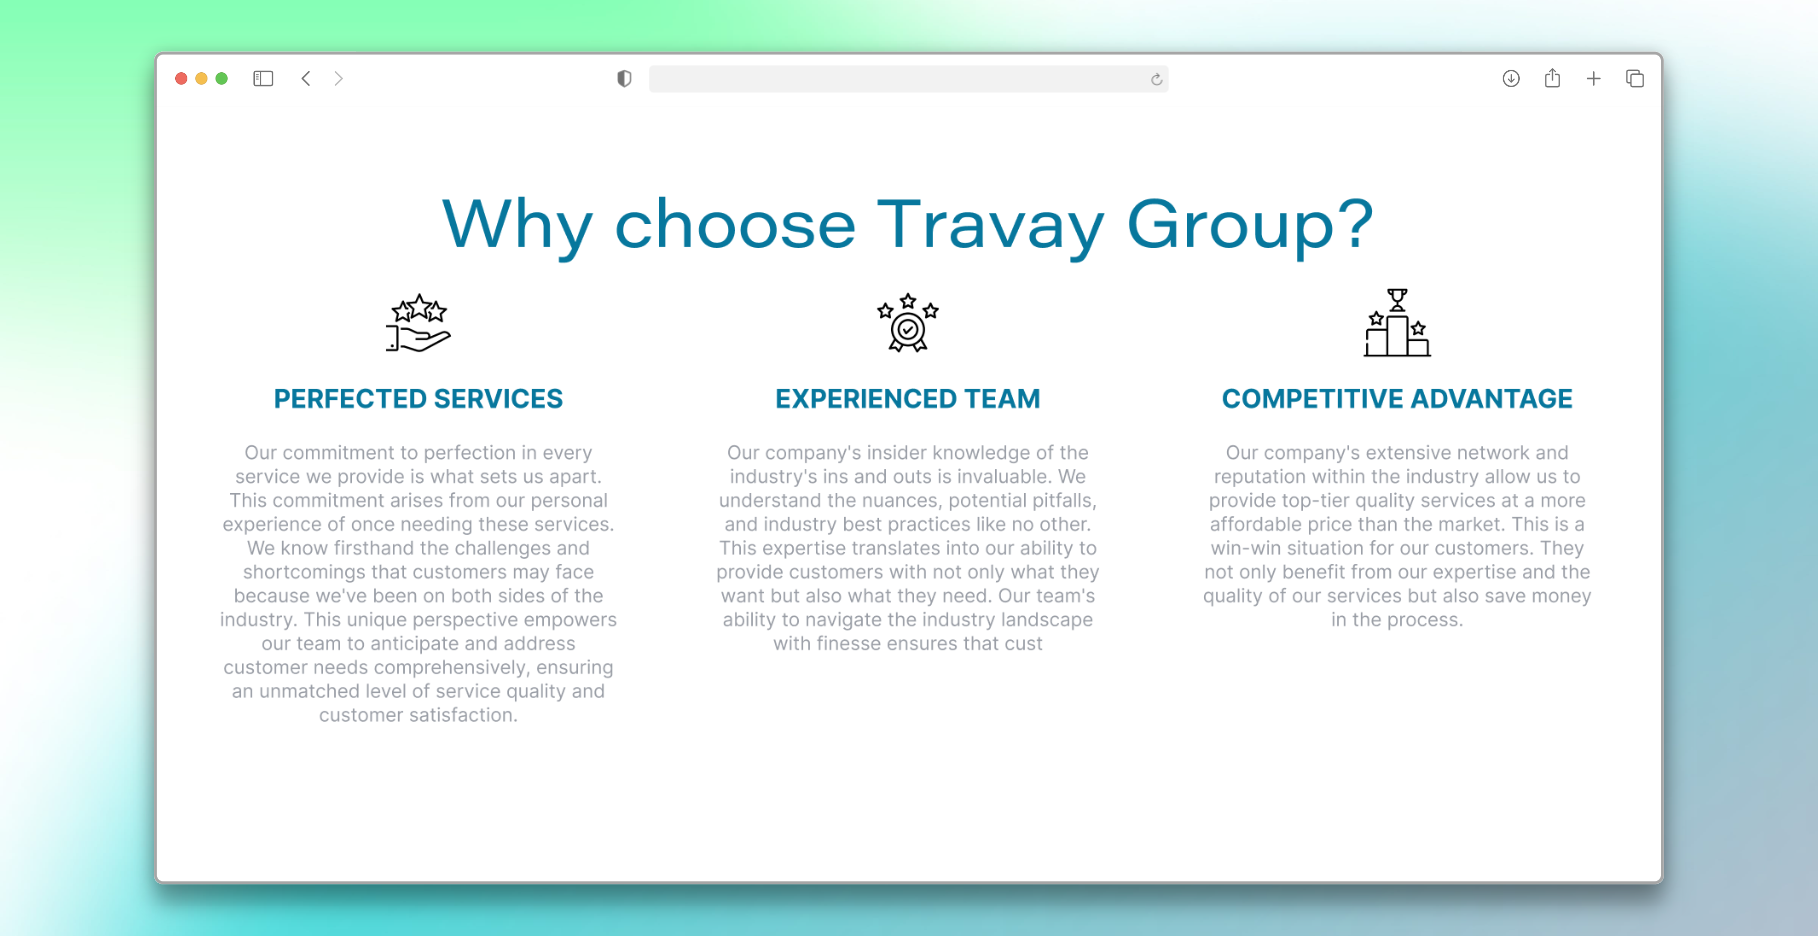 Why choose Travay Group?
PERFECTED SERVICES
Our commitment to perfection in every
service we provide is what sets us apart.
This commitment arises from our personal
experience of once needing these services.
We know firsthand the challenges and
shortcomings that customers may face
because we've been on both sides of the
industry. This unique perspective empowers
our team to anticipate and address
customer needs comprehensively, ensuring
an unmatched level of service quality and
customer satisfaction.
EXPERIENCED TEAM
Our company's insider knowledge of the
industry's ins and outs is invaluable. We
understand the nuances, potential pitfalls,
and industry best practices like no other.
This expertise translates into our ability to
provide customers with not only what they
want but also what they need. Our team's
ability to navigate the industry landscape
with finesse ensures that cust
COMPETITIVE ADVANTAGE
Our company's extensive network and
reputation within the industry allow us to
provide top-tier quality services at a more
affordable price than the market. This is a
win-win situation for our customers. They
not only benefit from our expertise and the
quality of our services but also save money
in the process.